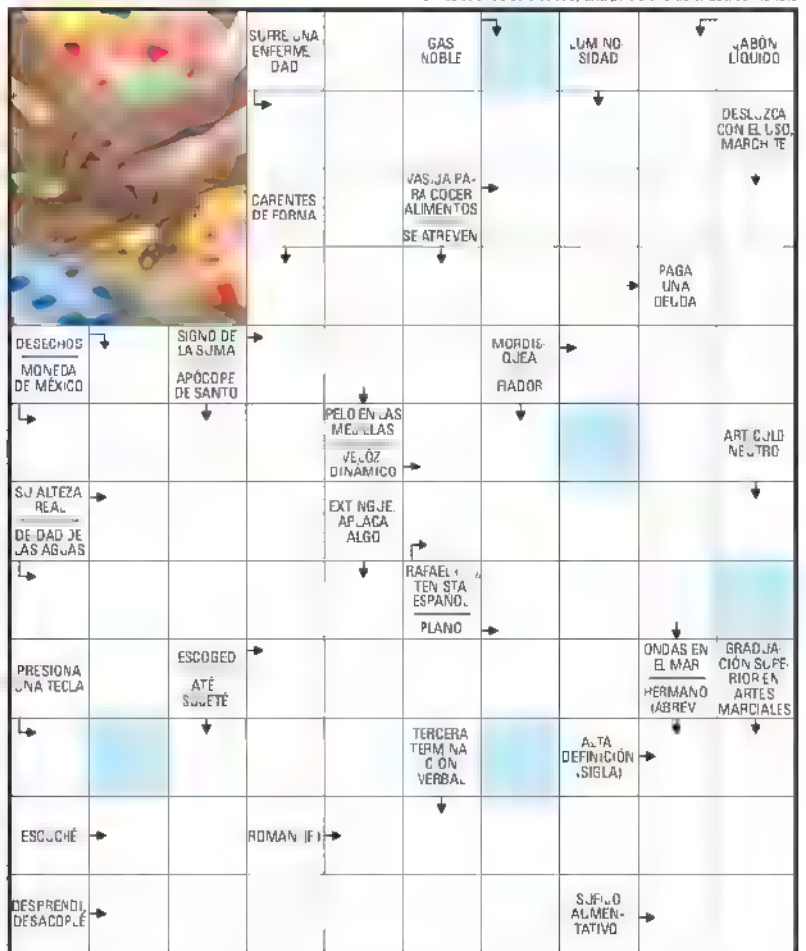 SUFRE UNA
ENFERME
DAD
GAS
NOBLE
LUMINO-
SIDAD
JABÓN
LÍQUIDO
DESLUZCA
CON EL USO,
MARCHITE
CARENTES
DE FORMA
VASIJA PA-
RA COCER
ALIMENTOS
SE ATREVEN
PAGA
UNA
DEUDA
DESECHOS
MONEDA
DE MÉXICO
SIGNO DE
LA SUMA
APÓCOPE
DE SANTO
MORDIS-
QUEA
FIADOR
PELO EN LAS
MEJILLAS
VELOZ
DINÁMICO
ARTÍCULO
NEUTRO
SU ALTEZA
REAL
DEIDAD DE
LAS AGUAS
EXTINGUE,
APLACA
ALGO
RAFAEL
TENISTA
ESPAÑOL
PLANO
PRESIONA
UNA TECLA
ESCOGED
ATÉ
SUJETÉ
ONDAS EN
EL MAR
HERMANO
(ABREV
GRADUA-
CIÓN SUPE-
RIOR EN
ARTES
MARCIALES
TERCERA
TERMINA
CIÓN
VERBAL
ALTA
DEFINICIÓN
(SIGLA)
ESCUCHÉ
ROMAN (F)
DESPRENDÍ,
DESACOPLÉ
SUFIJO
AUMEN-
TATIVO